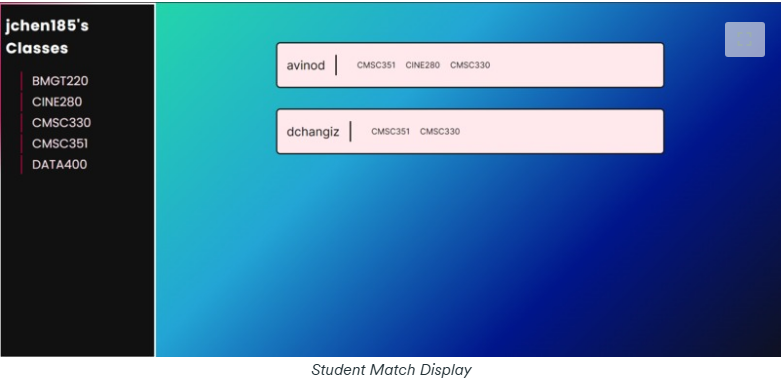 jchen185's
Classes
BMGT220
CINE280
CMSC330
CMSC351
DATA400
avinod | CMSC351 CINE280 CMSC330
dchangiz | CMSC351 CMSC330
Student Match Display